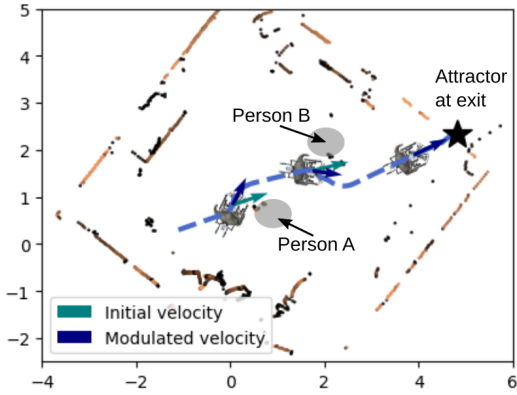 5
4
3
2
1
0
−1
−2
Attractor
at exit
Person B
Person A
Initial velocity
Modulated velocity
−4
−2
0
2
4
6